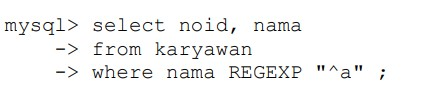 mysql> select noid, nama
-> from karyawan
-> where nama REGEXP "^a" ;